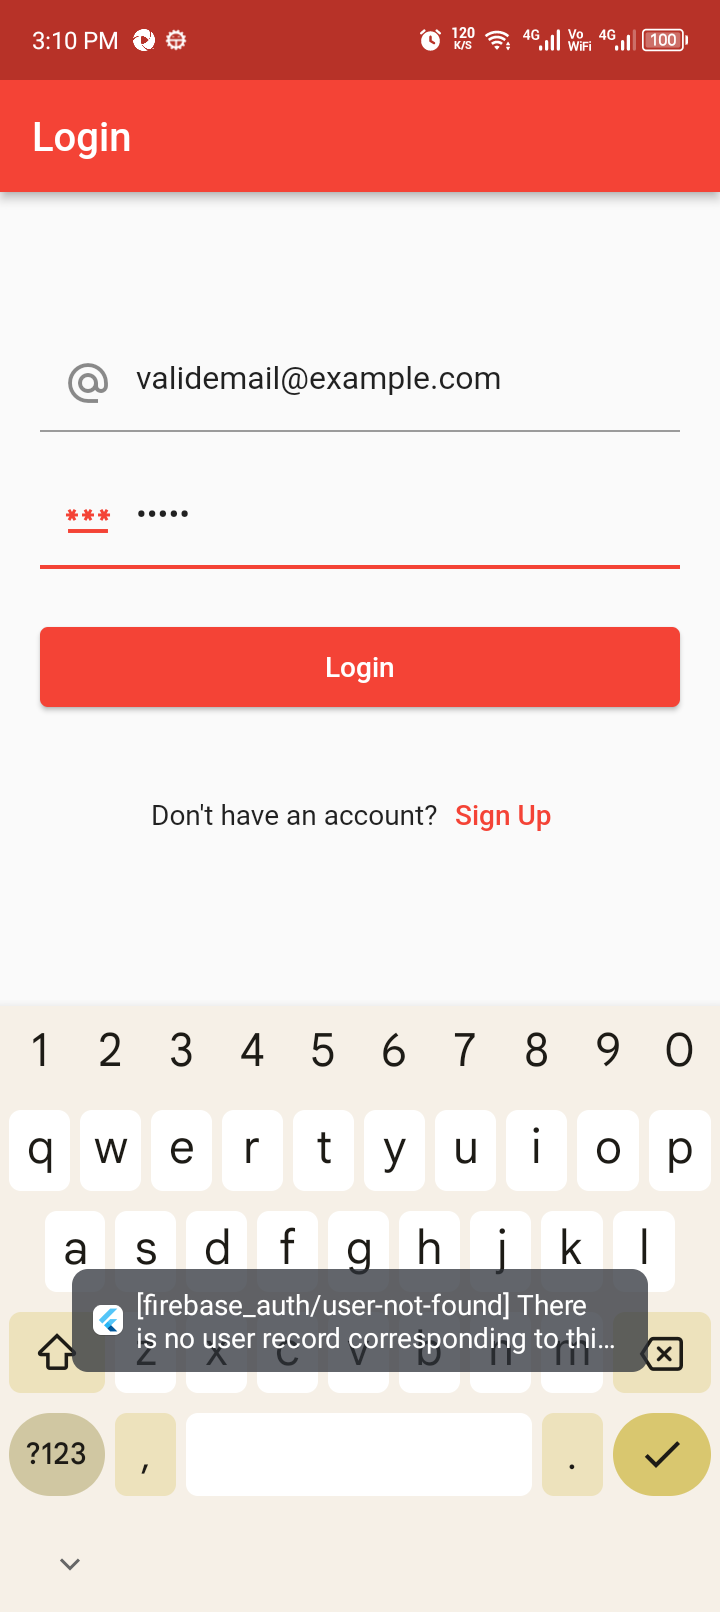 3:10 PM 120 K/S 4G Vo WiFi 4G 100
Login
validemail@example.com
*** •••••
Login
Don't have an account? Sign Up
1 2 3 4 5 6 7 8 9 0
q w e r t y u i o p
a s d f g h j k l
[firebase_auth/user-not-found] There
is no user record corresponding to thi...
z x c v b n m
?123 , .